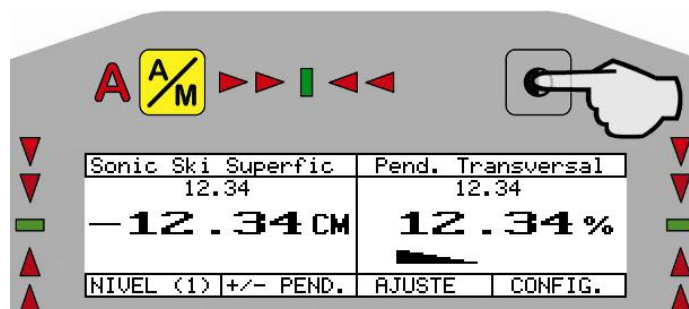 A A/M
Sonic Ski Superfic Pend. Transversal
12.34 12.34
-12.34 CM 12.34 %
NIVEL (1) +/- PEND. AJUSTE CONFIG.